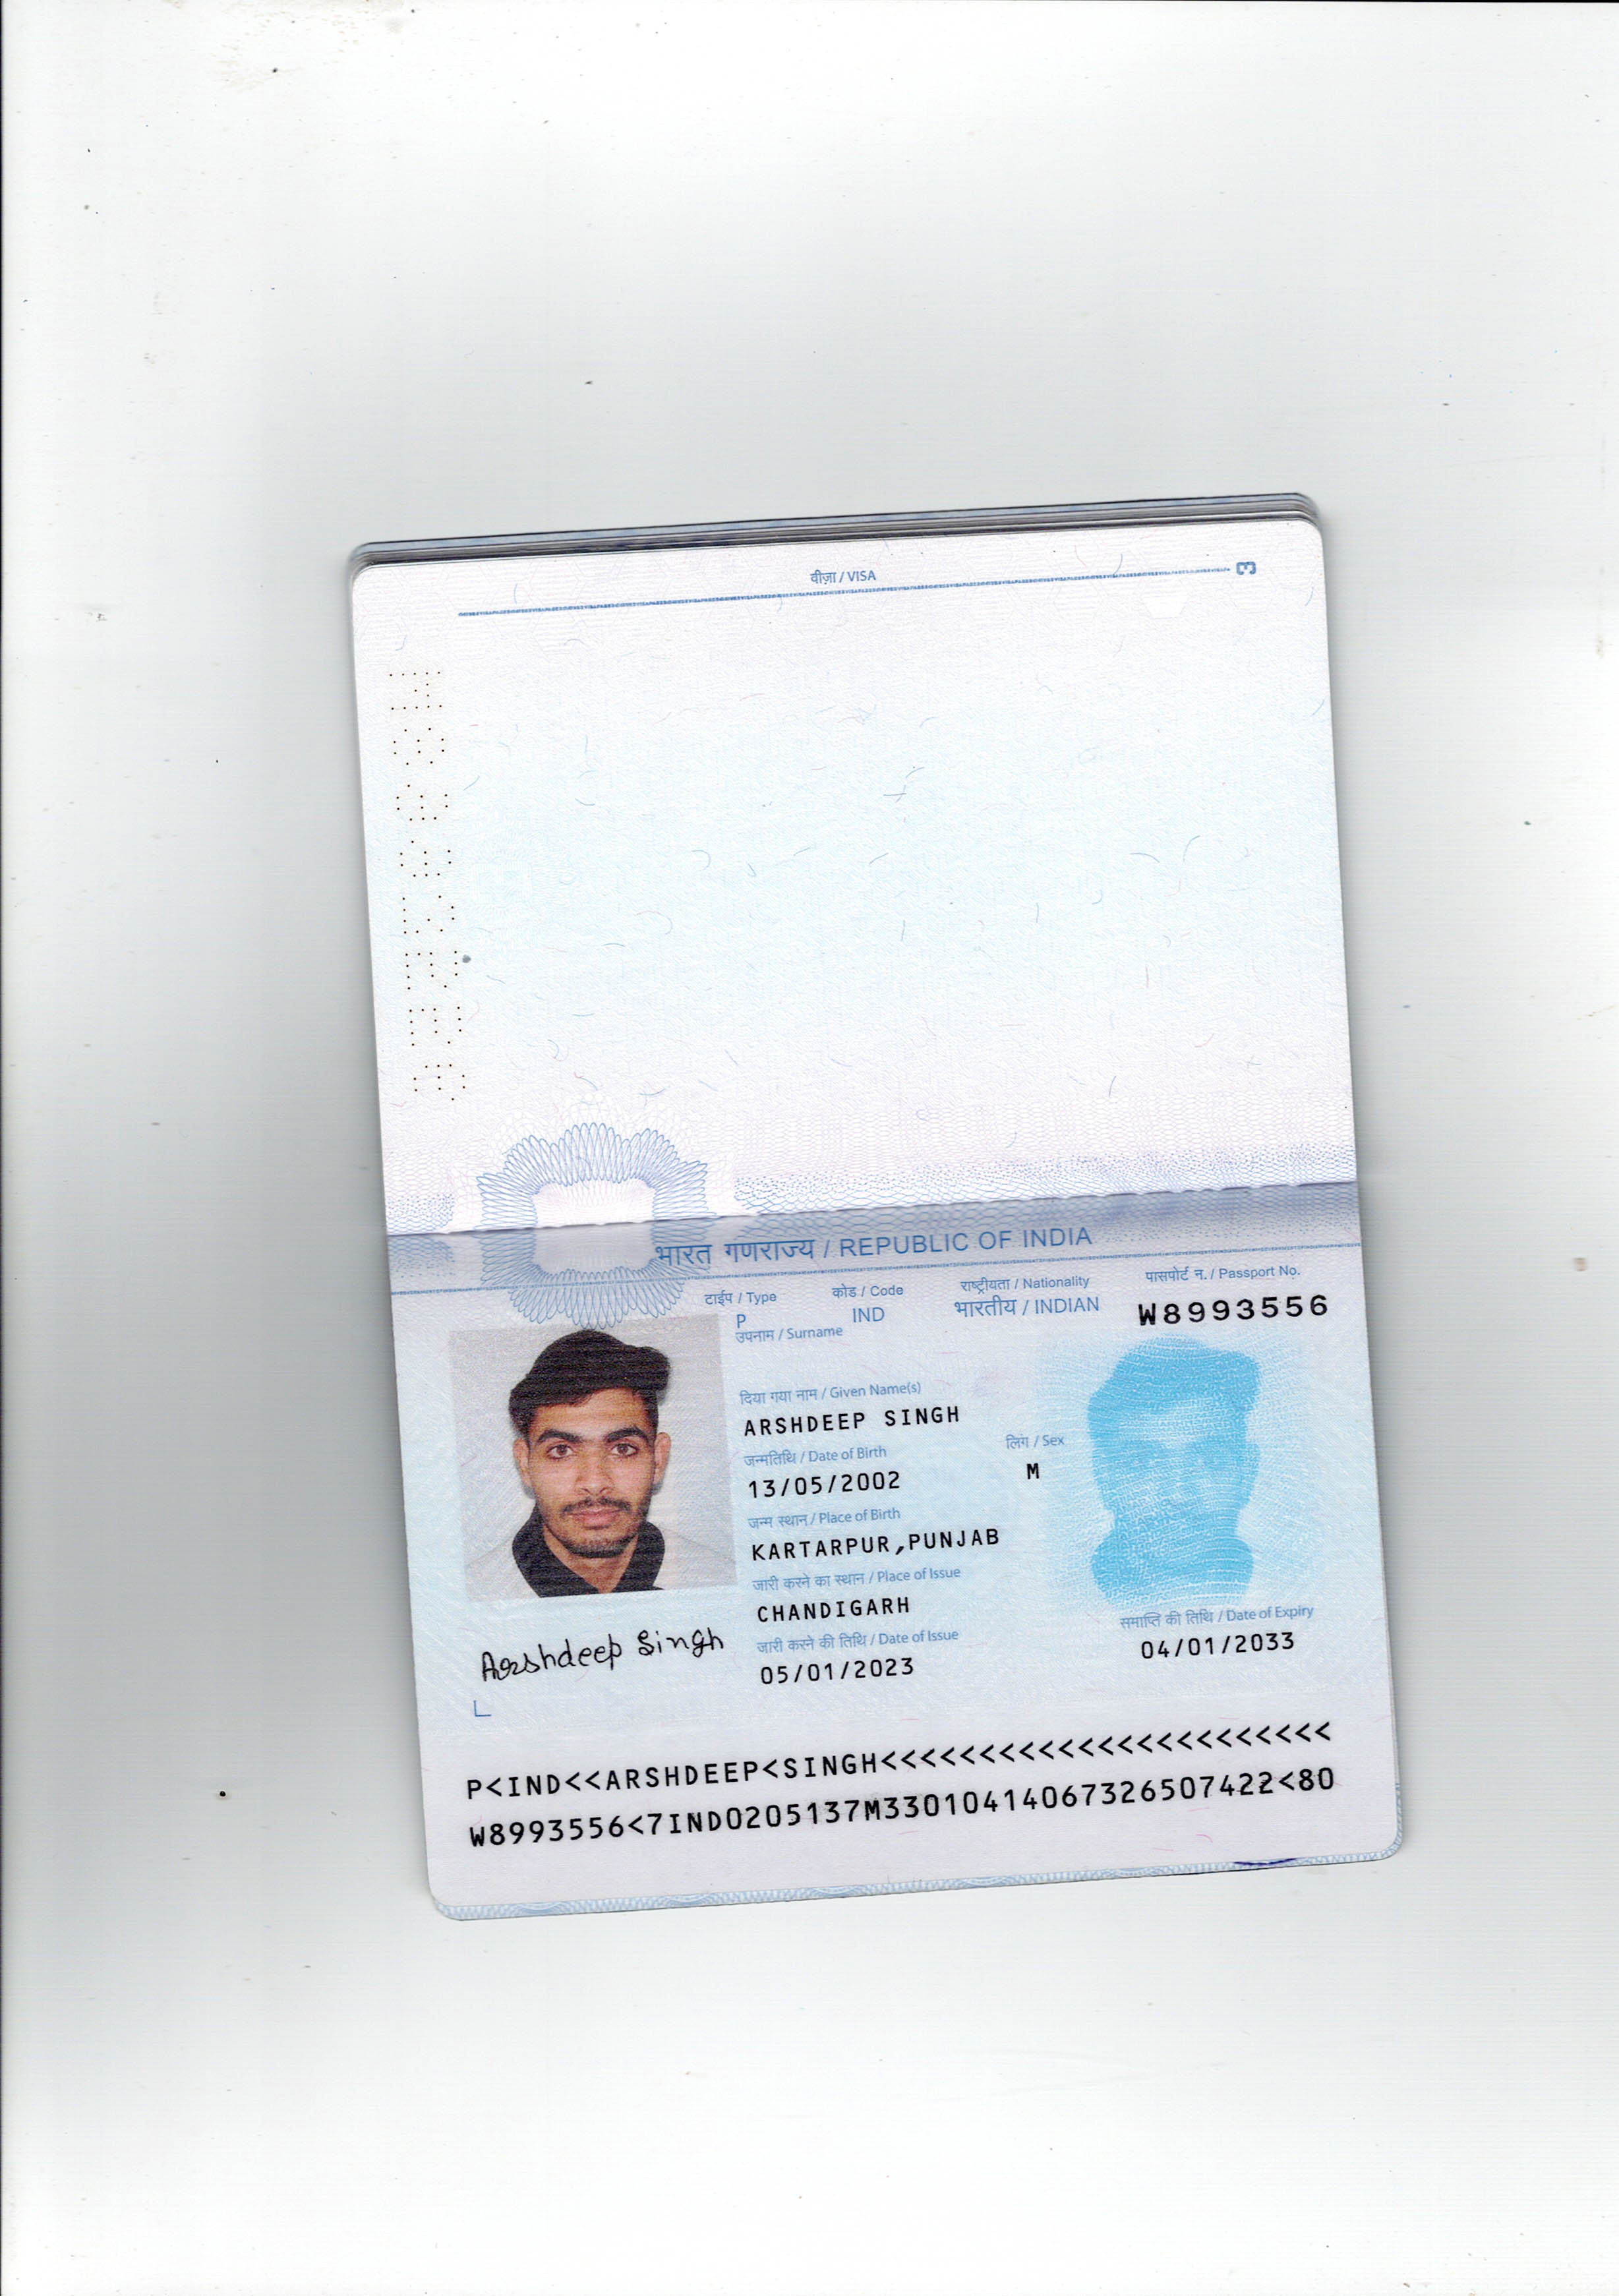 वीज़ा / VISA
3
भारत गणराज्य / REPUBLIC OF INDIA
टाईप / Type
कोड / Code
राष्ट्रीयता / Nationality
पासपोर्ट न. / Passport No.
P
IND
भारतीय / INDIAN
W8993556
उपनाम / Surname
दिया गया नाम / Given Name(s)
ARSHDEEP SINGH
जन्मतिथि / Date of Birth
लिंग / Sex
13/05/2002
M
जन्म स्थान / Place of Birth
KARTARPUR,PUNJAB
जारी करने का स्थान / Place of Issue
CHANDIGARH
जारी करने की तिथि / Date of Issue
समाप्ति की तिथि / Date of Expiry
05/01/2023
04/01/2033
Arshdeep Singh
P<IND<<ARSHDEEP<SINGH<<<<<<<<<<<<<<<<<<<<<<<
W8993556<7IND0205137M33010414067326507422<80